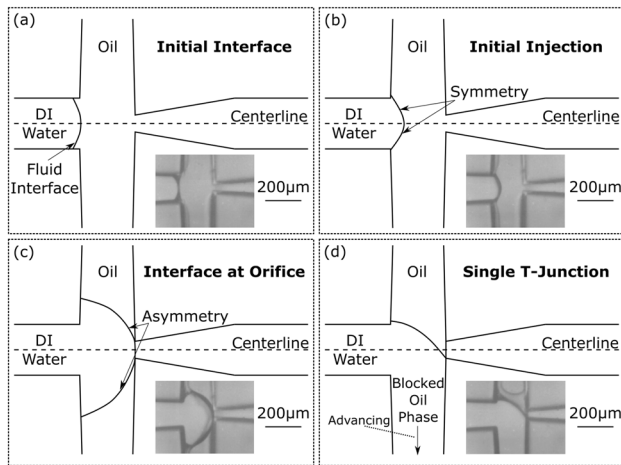 (a)
Oil
Initial Interface
DI
Water
Centerline
Fluid
Interface
200μm
(b)
Oil
Initial Injection
Symmetry
DI
Water
Centerline
200μm
(c)
Oil
Interface at Orifice
Asymmetry
DI
Water
Centerline
200μm
(d)
Oil
Single T-Junction
DI
Water
Centerline
Blocked
Oil
Phase
Advancing
200μm